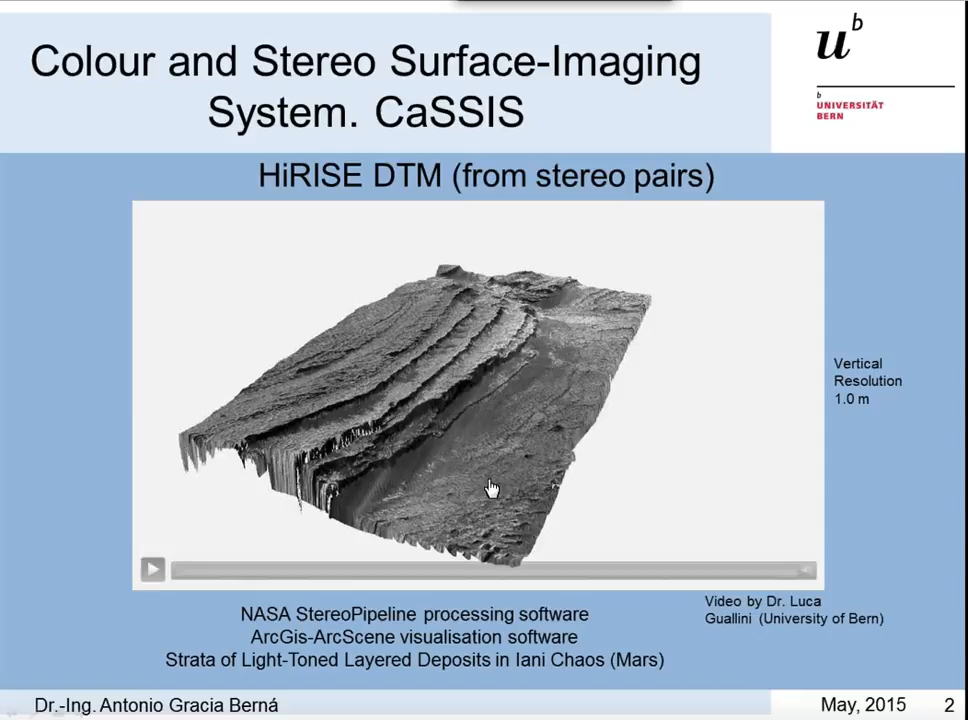 Colour and Stereo Surface-Imaging
System. CaSSIS
u b
b
UNIVERSITÄT
BERN
HiRISE DTM (from stereo pairs)
Vertical
Resolution
1.0 m
Video by Dr. Luca
Guallini (University of Bern)
NASA StereoPipeline processing software
ArcGis-ArcScene visualisation software
Strata of Light-Toned Layered Deposits in Iani Chaos (Mars)
Dr.-Ing. Antonio Gracia Berná
May, 2015
2